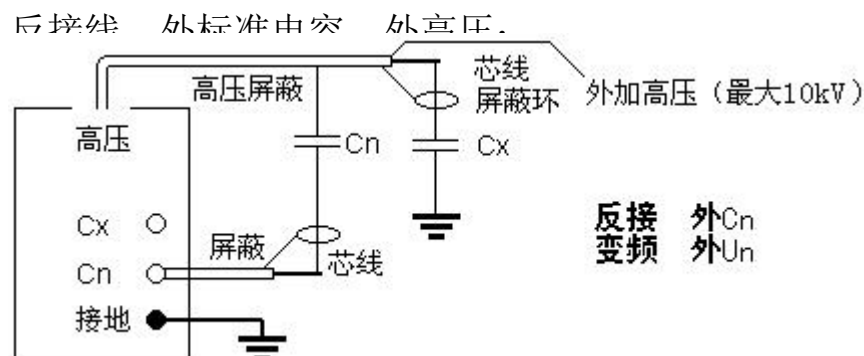 反接线、外标准电容、外高压：
高压屏蔽
芯线
屏蔽环
外加高压（最大10kV）
高压
Cn
Cx
Cx
屏蔽
Cn
芯线
接地
反接 外Cn
变频 外Un